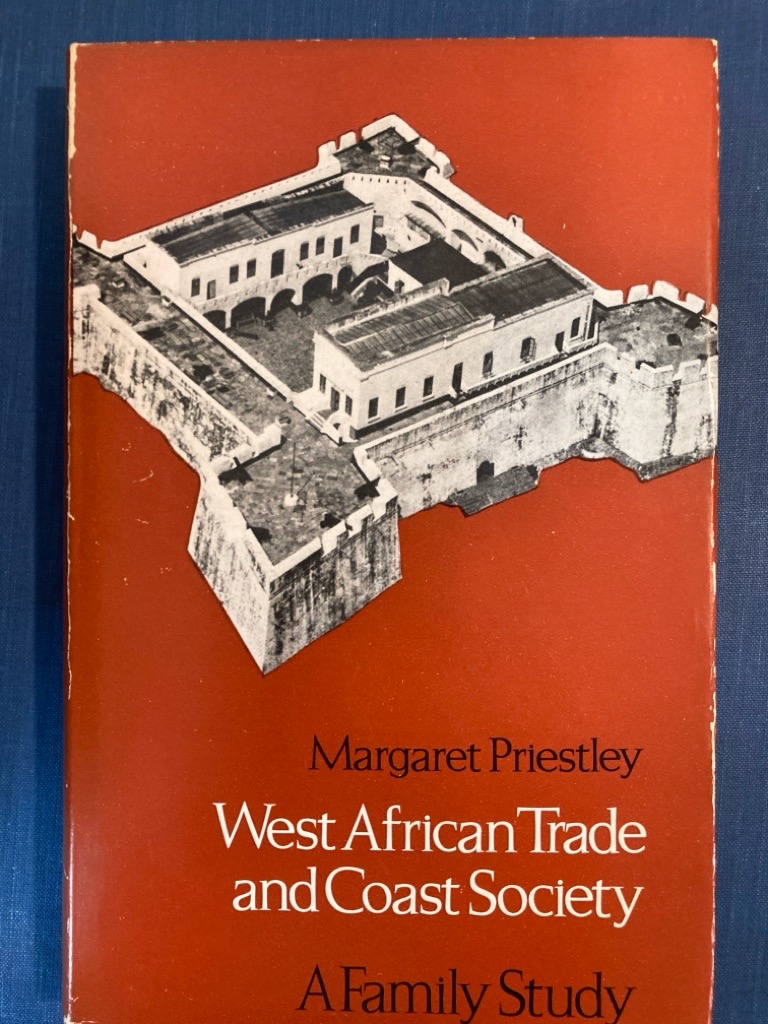 Margaret Priestley
West African Trade
and Coast Society
A Family Study